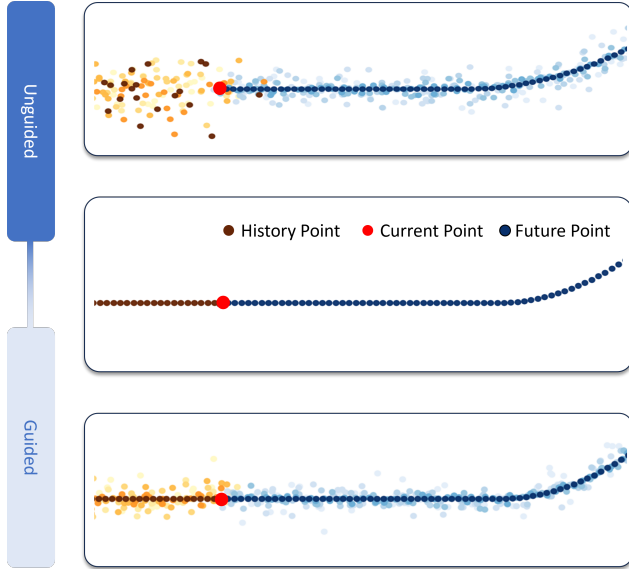 Unguided
History Point
Current Point
Future Point
Guided